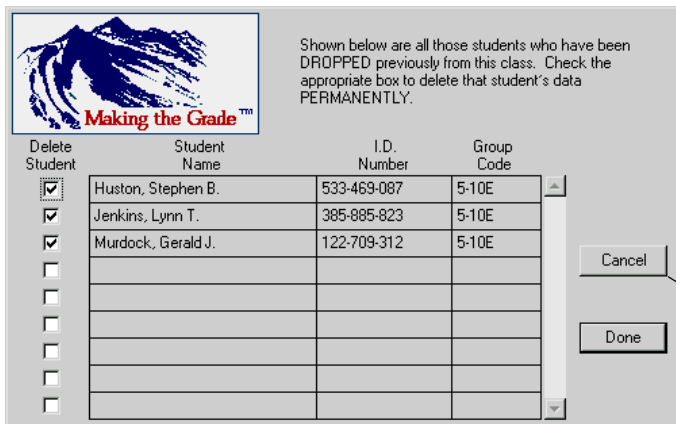 Making the Grade™
Shown below are all those students who have been
DROPPED previously from this class. Check the
appropriate box to delete that student's data
PERMANENTLY.
Delete Student I.D. Group
Student Name Number Code
Huston, Stephen B. 533-469-087 5-10E
Jenkins, Lynn T. 385-885-823 5-10E
Murdock, Gerald J. 122-709-312 5-10E
Cancel
Done